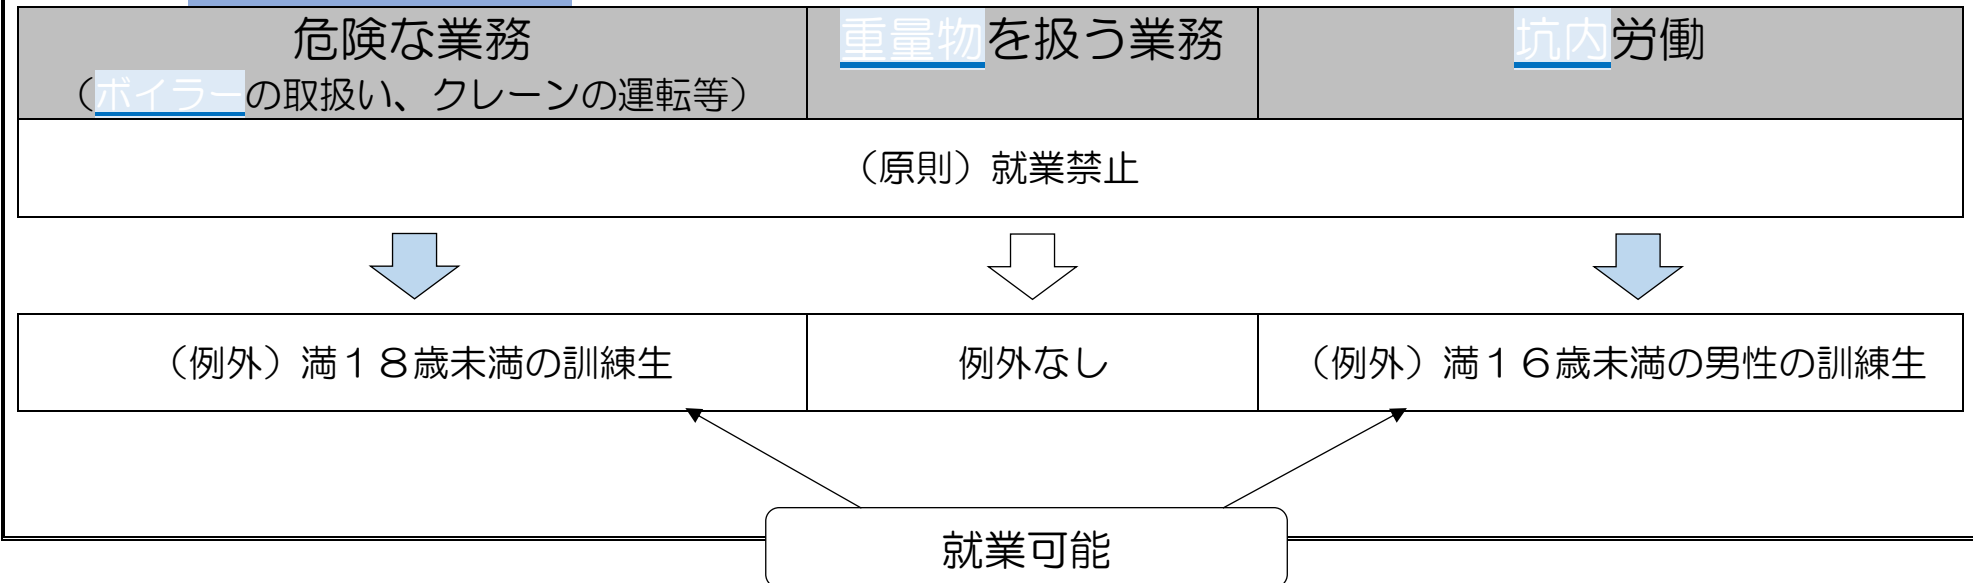 危険な業務
（ボイラーの取扱い、クレーンの運転等）
重量物を扱う業務
坑内労働
（原則）就業禁止
（例外）満１８歳未満の訓練生
例外なし
（例外）満１６歳未満の男性の訓練生
就業可能